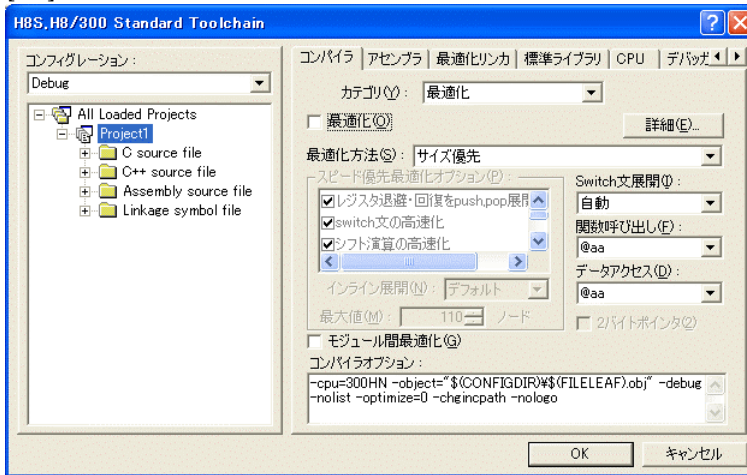 H8S,H8/300 Standard Toolchain
コンフィグレーション :
Debug
All Loaded Projects
Project1
C source file
C++ source file
Assembly source file
Linkage symbol file
コンパイラ アセンブラ 最適化リンカ 標準ライブラリ CPU デバッガ
カテゴリ(Y) : 最適化
最適化(O)
詳細(E)...
最適化方法(S) : サイズ優先
スピード優先最適化オプション(P) :
レジスタ退避・回復をpush,pop展開
switch文の高速化
シフト演算の高速化
インライン展開(N) : デフォルト
最大値(M) : 110 ノード
Switch文展開(I) :
自動
関数呼び出し(F) :
@aa
データアクセス(D) :
@aa
2バイトポインタ(2)
モジュール間最適化(G)
コンパイラオプション :
-cpu=300HN -object="$(CONFIGDIR)¥$(FILELEAF).obj" -debug
-nolist -optimize=0 -chgincpath -nologo
OK キャンセル